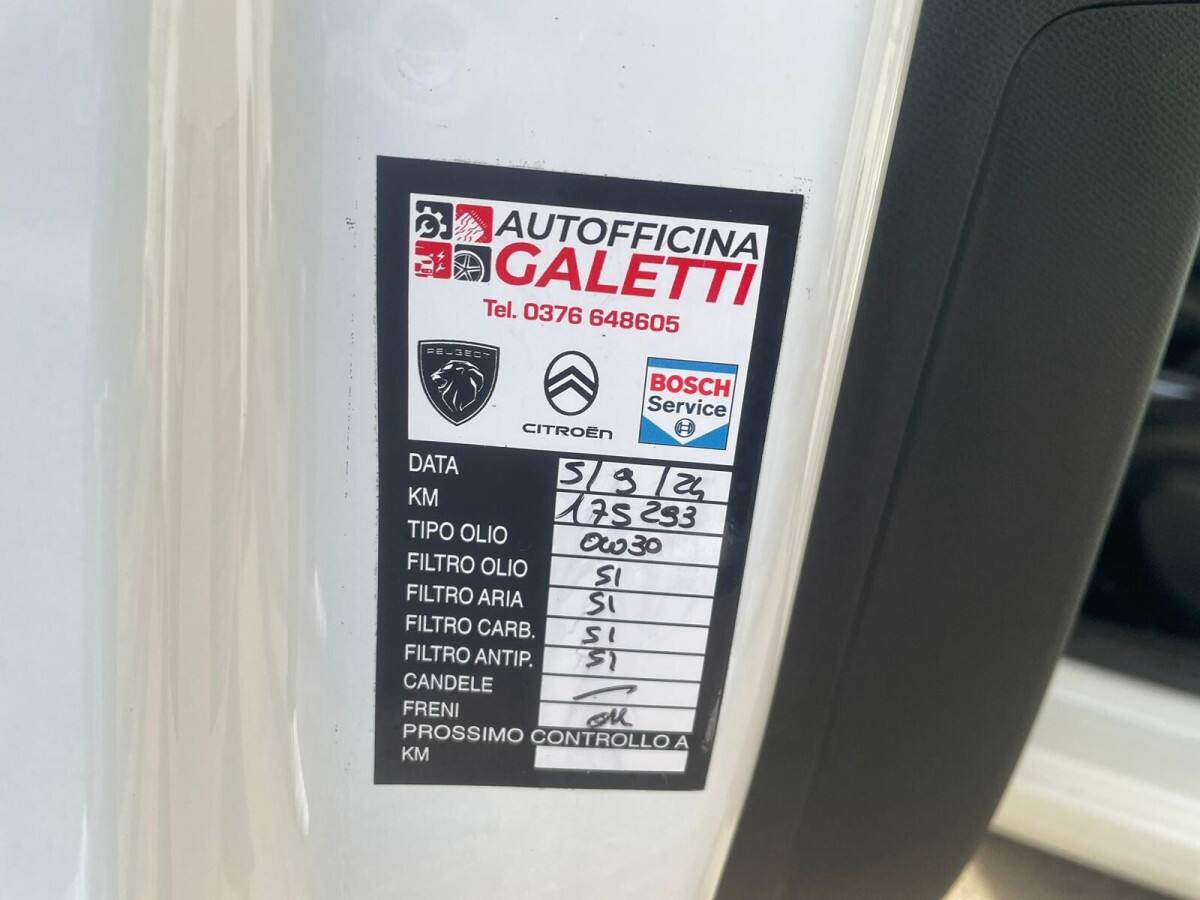 AUTOFFICINA
GALETTI
Tel. 0376 648605
PEUGEOT
CITROËN
BOSCH
Service
DATA 5/9/24
KM 175293
TIPO OLIO 0W30
FILTRO OLIO SI
FILTRO ARIA SI
FILTRO CARB. SI
FILTRO ANTIP. SI
CANDELE
FRENI OK
PROSSIMO CONTROLLO A
KM